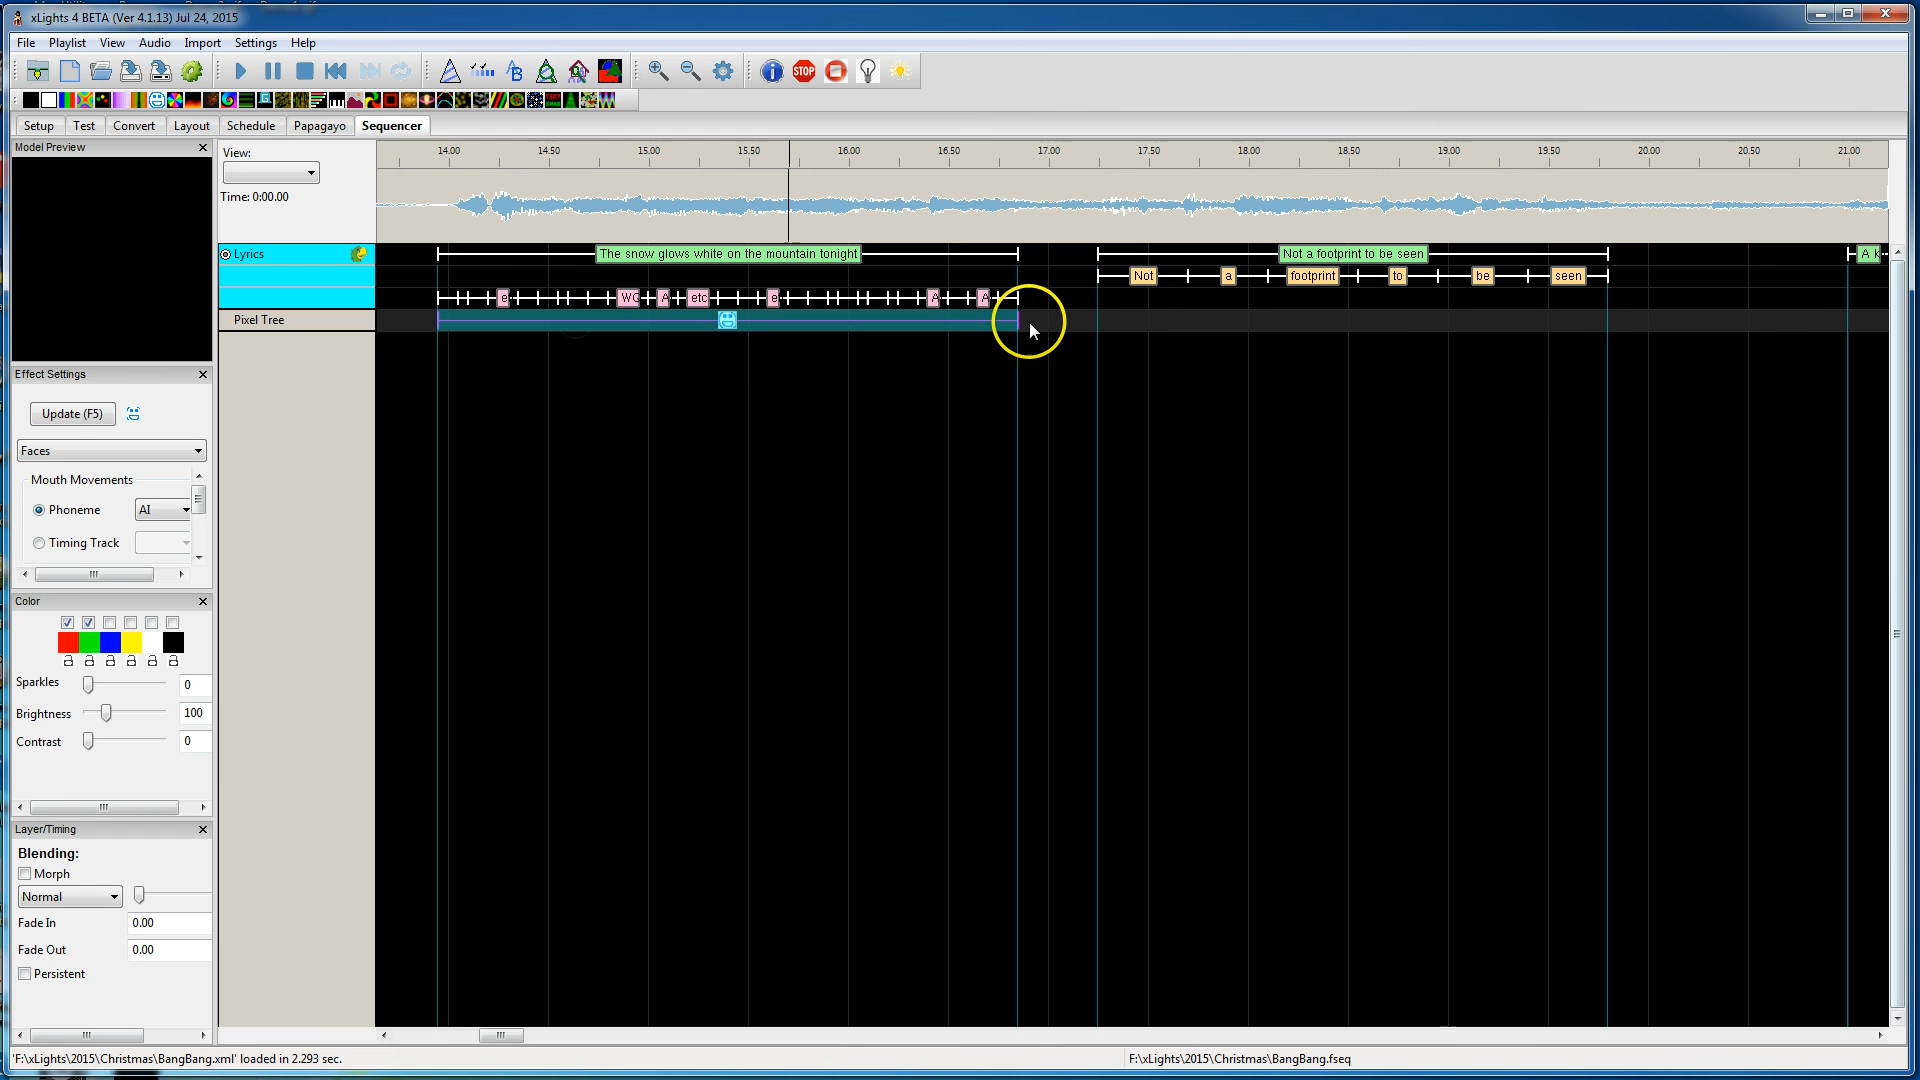 xLights 4 BETA (Ver 4.1.13) Jul 24, 2015
File Playlist View Audio Import Settings Help
Setup Test Convert Layout Schedule Papagayo Sequencer
Model Preview
View:
Time: 0:00.00
14.00 14.50 15.00 15.50 16.00 16.50 17.00 17.50 18.00 18.50 19.00 19.50 20.00 20.50 21.00
Lyrics
The snow glows white on the mountain tonight
Not a footprint to be seen
A k
Not a footprint to be seen
e WQ A etc e A A
Pixel Tree
Effect Settings
Update (F5)
Faces
Mouth Movements
Phoneme AI
Timing Track
Color
Sparkles 0
Brightness 100
Contrast 0
Layer/Timing
Blending:
Morph
Normal
Fade In 0.00
Fade Out 0.00
Persistent
'F:\xLights\2015\Christmas\BangBang.xml' loaded in 2.293 sec.
F:\xLights\2015\Christmas\BangBang.fseq